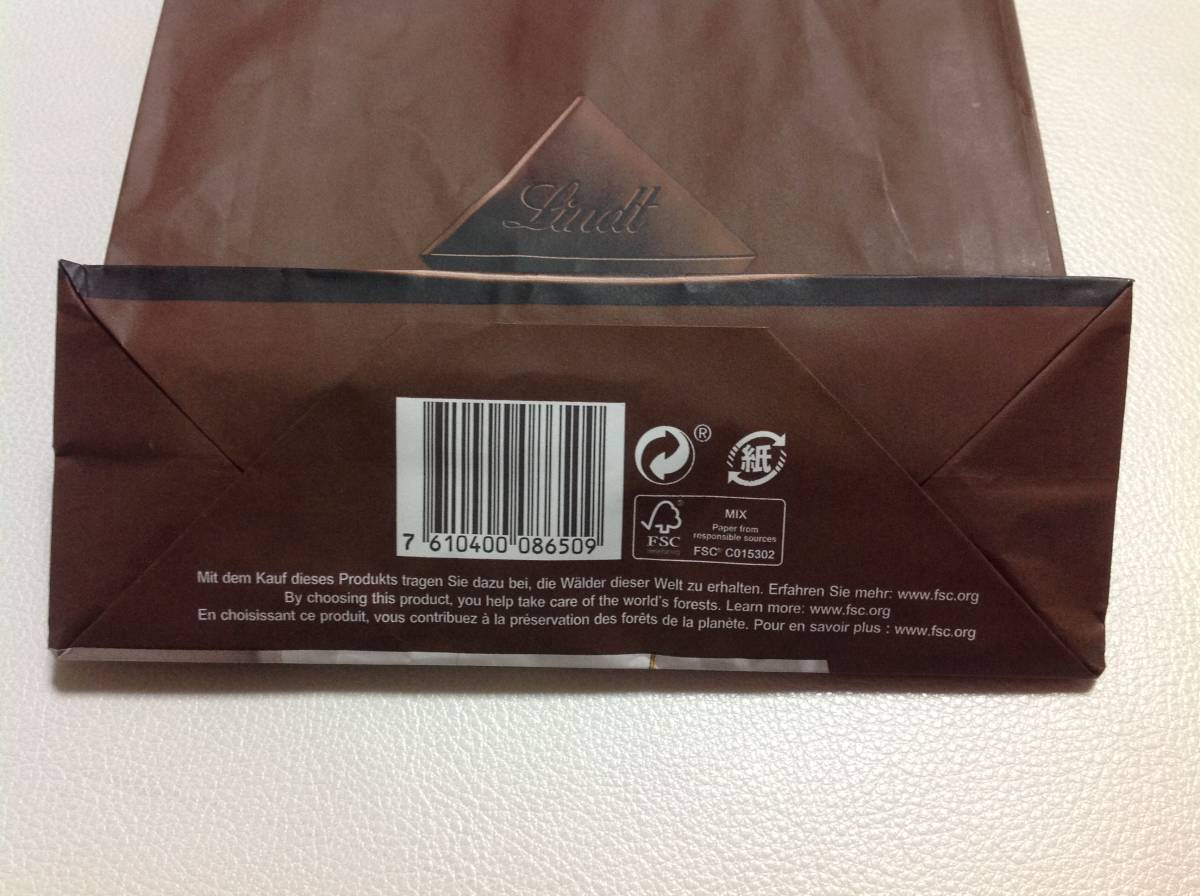 Lindt
7 610400 086509
®
紙
FSC®
www.fsc.org
MIX
Paper from
responsible sources
FSC® C015302
Mit dem Kauf dieses Produkts tragen Sie dazu bei, die Wälder dieser Welt zu erhalten. Erfahren Sie mehr: www.fsc.org
By choosing this product, you help take care of the world's forests. Learn more: www.fsc.org
En choisissant ce produit, vous contribuez à la préservation des forêts de la planète. Pour en savoir plus : www.fsc.org